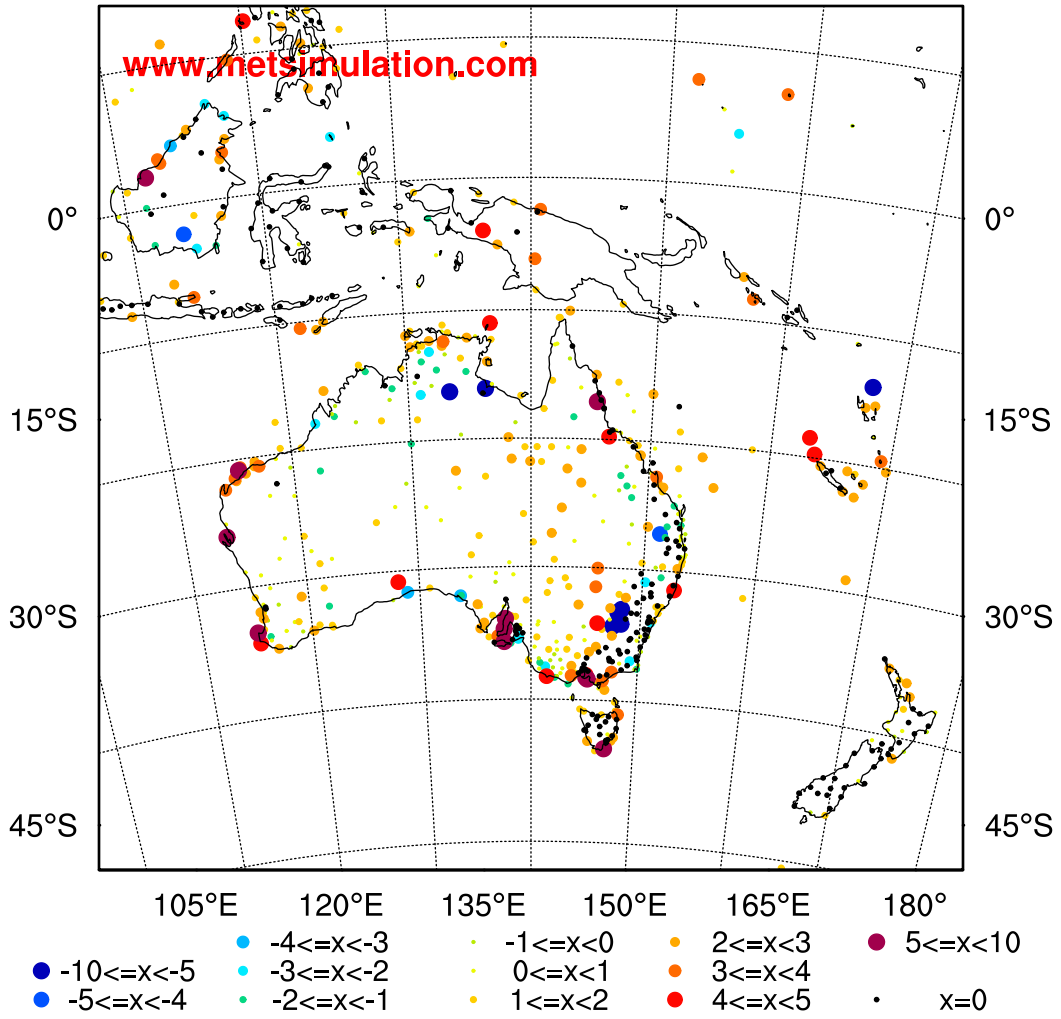 www.metsimulation.com
0° 0°
15°S 15°S
30°S 30°S
45°S 45°S
105°E 120°E 135°E 150°E 165°E 180°
-4<=x<-3 -1<=x<0 2<=x<3 5<=x<10
-10<=x<-5 -3<=x<-2 0<=x<1 3<=x<4
-5<=x<-4 -2<=x<-1 1<=x<2 4<=x<5 x=0